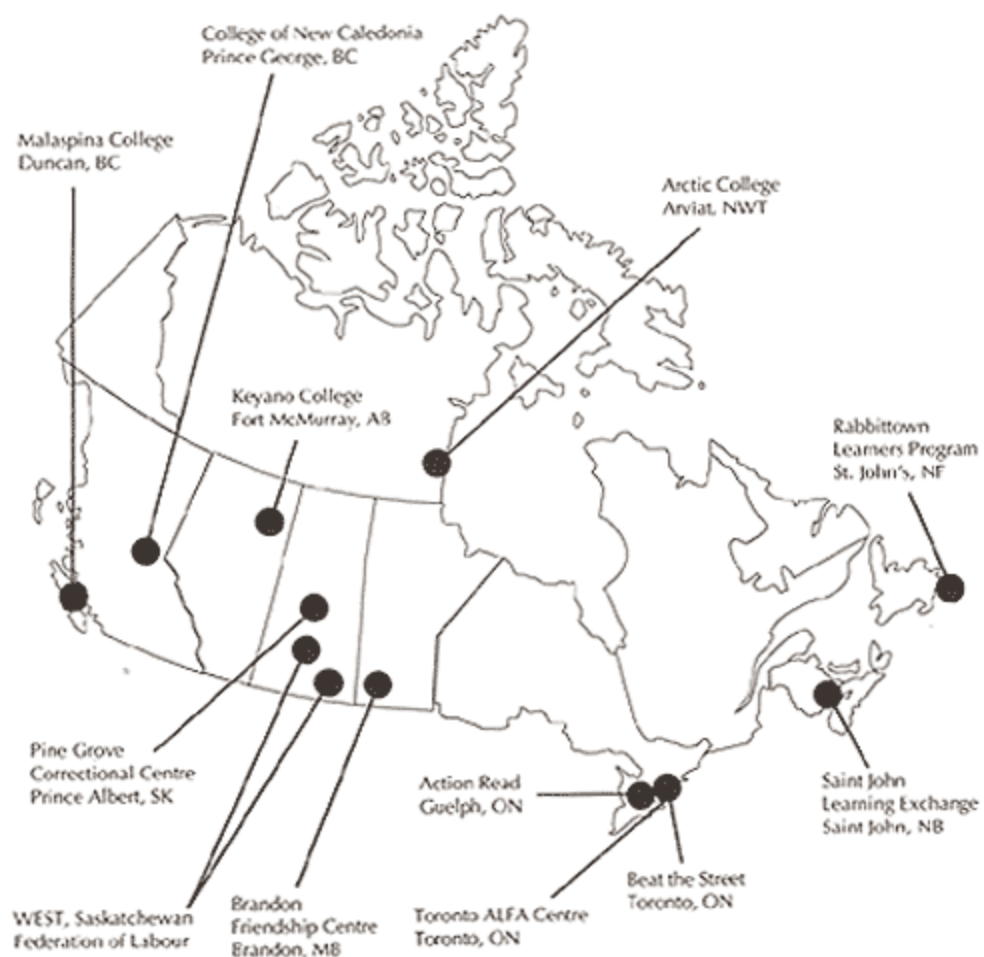 College of New Caledonia
Prince George, BC
Malaspina College
Duncan, BC
Arctic College
Arviat, NWT
Keyano College
Fort McMurray, AB
Rabbittown
Learners Program
St. John's, NF
Pine Grove
Correctional Centre
Prince Albert, SK
Action Read
Guelph, ON
Saint John
Learning Exchange
Saint John, NB
Beat the Street
Toronto, ON
WEST, Saskatchewan
Federation of Labour
Brandon
Friendship Centre
Brandon, MB
Toronto ALFA Centre
Toronto, ON